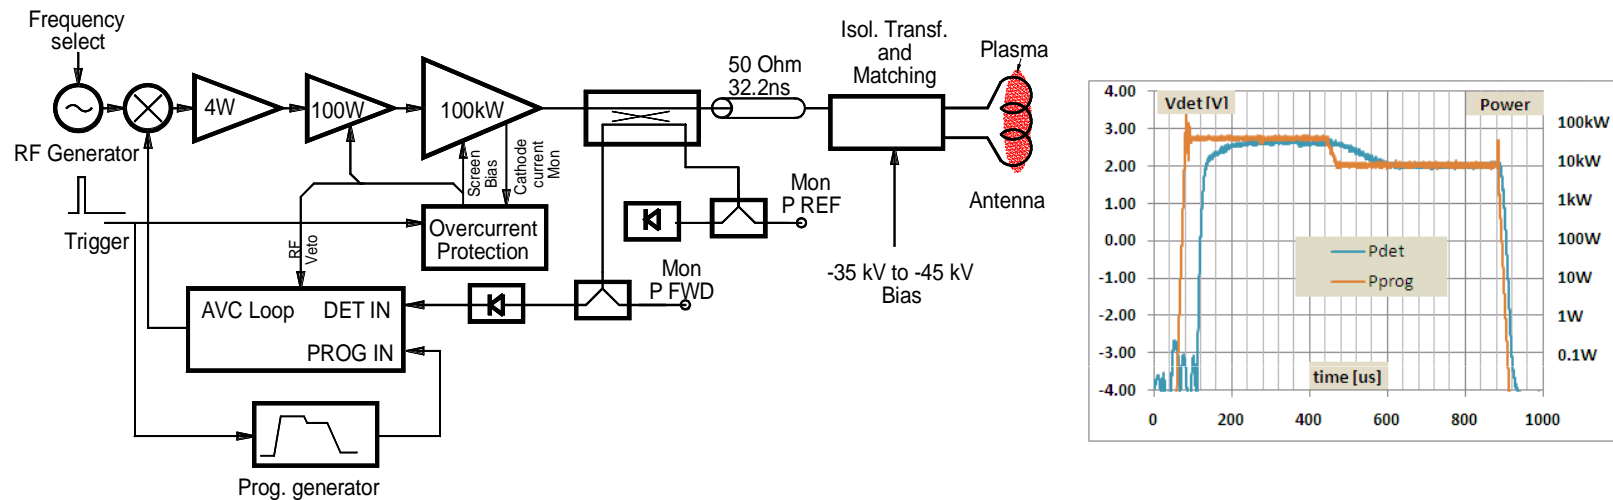 Frequency
select
RF Generator
4W
100W
100kW
50 Ohm
32.2ns
Isol. Transf.
and
Matching
Plasma
Antenna
Screen
Bias
Cathode
current
Mon
Trigger
RF
Veto
Overcurrent
Protection
Mon
P REF
Mon
P FWD
-35 kV to -45 kV
Bias
AVC Loop
DET IN
PROG IN
Prog. generator
4.00
3.00
2.00
1.00
0.00
-1.00
-2.00
-3.00
-4.00
Vdet [V]
Power
100kW
10kW
1kW
100W
10W
1W
0.1W
Pdet
Pprog
time [us]
0
200
400
600
800
1000